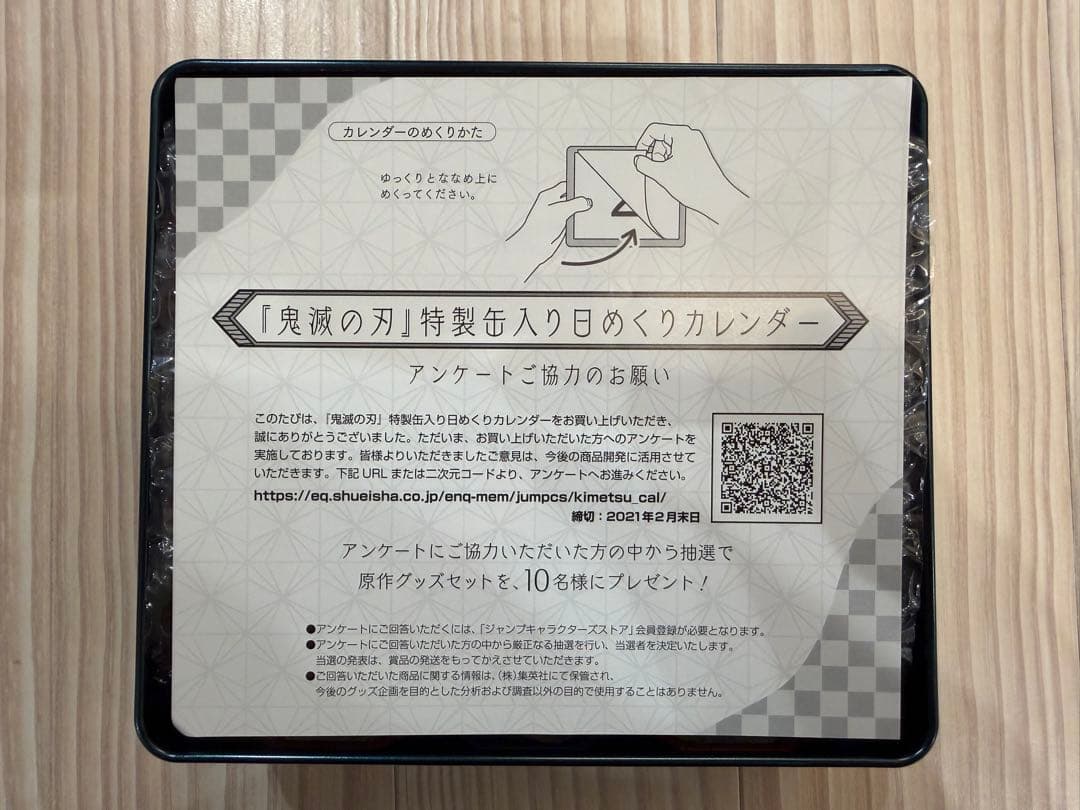 カレンダーのめくりかた
ゆっくりとななめ上に
めくってください。
『鬼滅の刃』特製缶入り日めくりカレンダー
アンケートご協力のお願い
このたびは、「鬼滅の刃」特製缶入り日めくりカレンダーをお買い上げいただき、
誠にありがとうございました。ただいま、お買い上げいただいた方へのアンケートを
実施しております。皆様よりいただきましたご意見は、今後の商品開発に活用させて
いただきます。下記URLまたは二次元コードより、アンケートへお進みください。
https://eq.shueisha.co.jp/enq-mem/jumpcs/kimetsu_cal/
締切：2021年2月末日
アンケートにご協力いただいた方の中から抽選で
原作グッズセットを、10名様にプレゼント！
●アンケートにご回答いただくには、「ジャンプキャラクターズストア」会員登録が必要となります。
●アンケートにご回答いただいた方の中から厳正なる抽選を行い、当選者を決定いたします。
当選の発表は、賞品の発送をもってかえさせていただきます。
●ご回答いただいた商品に関する情報は、(株)集英社にて保管され、
今後のグッズ企画を目的とした分析および調査以外の目的で使用することはありません。